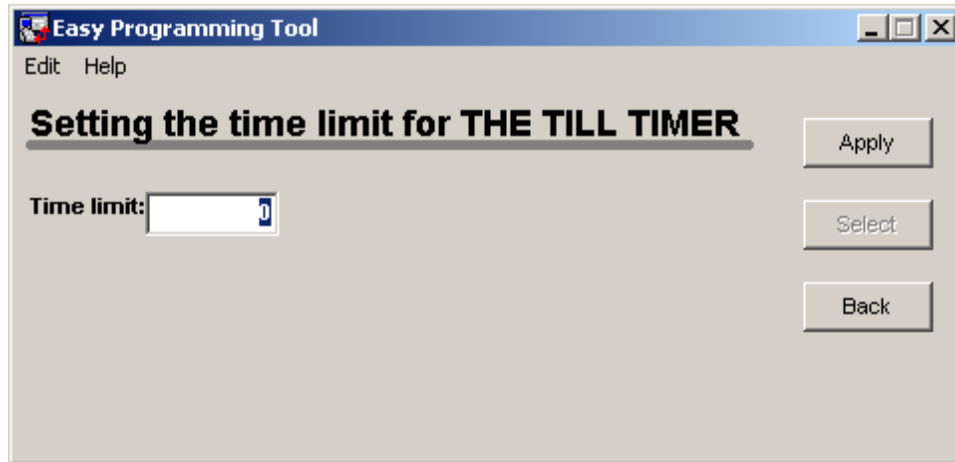 Easy Programming Tool
Edit Help
Setting the time limit for THE TILL TIMER
Apply
Time limit: 0
Select
Back